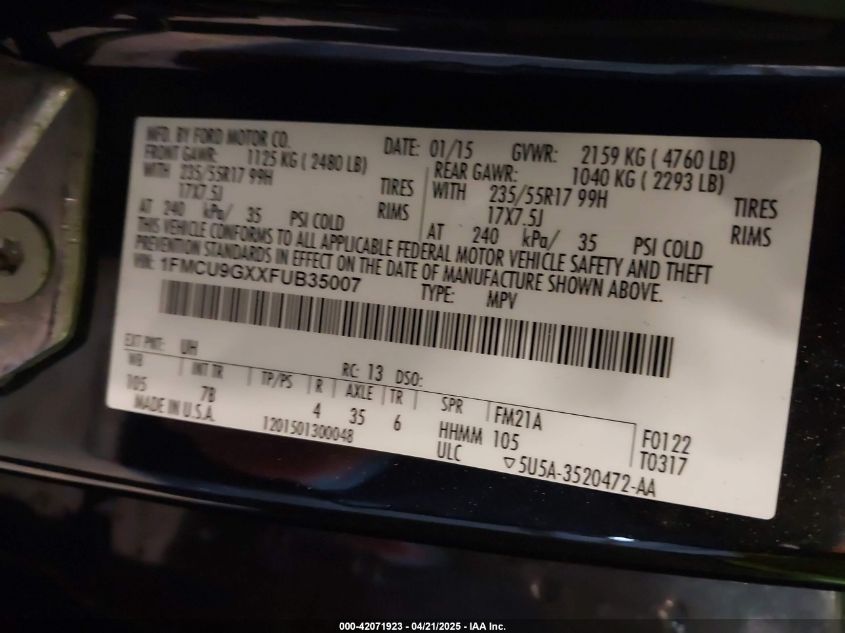 MFD. BY FORD MOTOR CO. DATE: 01/15 GVWR: 2159 KG ( 4760 LB)
FRONT GAWR: 1125 KG ( 2480 LB) REAR GAWR: 1040 KG ( 2293 LB)
WITH 235/55R17 99H TIRES WITH 235/55R17 99H TIRES
17X7.5J RIMS 17X7.5J RIMS
AT 240 kPa/ 35 PSI COLD AT 240 kPa/ 35 PSI COLD
THIS VEHICLE CONFORMS TO ALL APPLICABLE FEDERAL MOTOR VEHICLE SAFETY AND THEFT
PREVENTION STANDARDS IN EFFECT ON THE DATE OF MANUFACTURE SHOWN ABOVE.
VIN: 1FMCU9GXXFUB35007 TYPE: MPV
EXT PNT: UH RC: 13 DSO:
WB INT TR TP/PS R AXLE TR SPR FM21A F0122
105 7B 4 35 6 HHMM 105 T0317
MADE IN U.S.A. 1201501300048 ULC ▽5U5A-3520472-AA
000-42071923 - 04/21/2025 - IAA Inc.